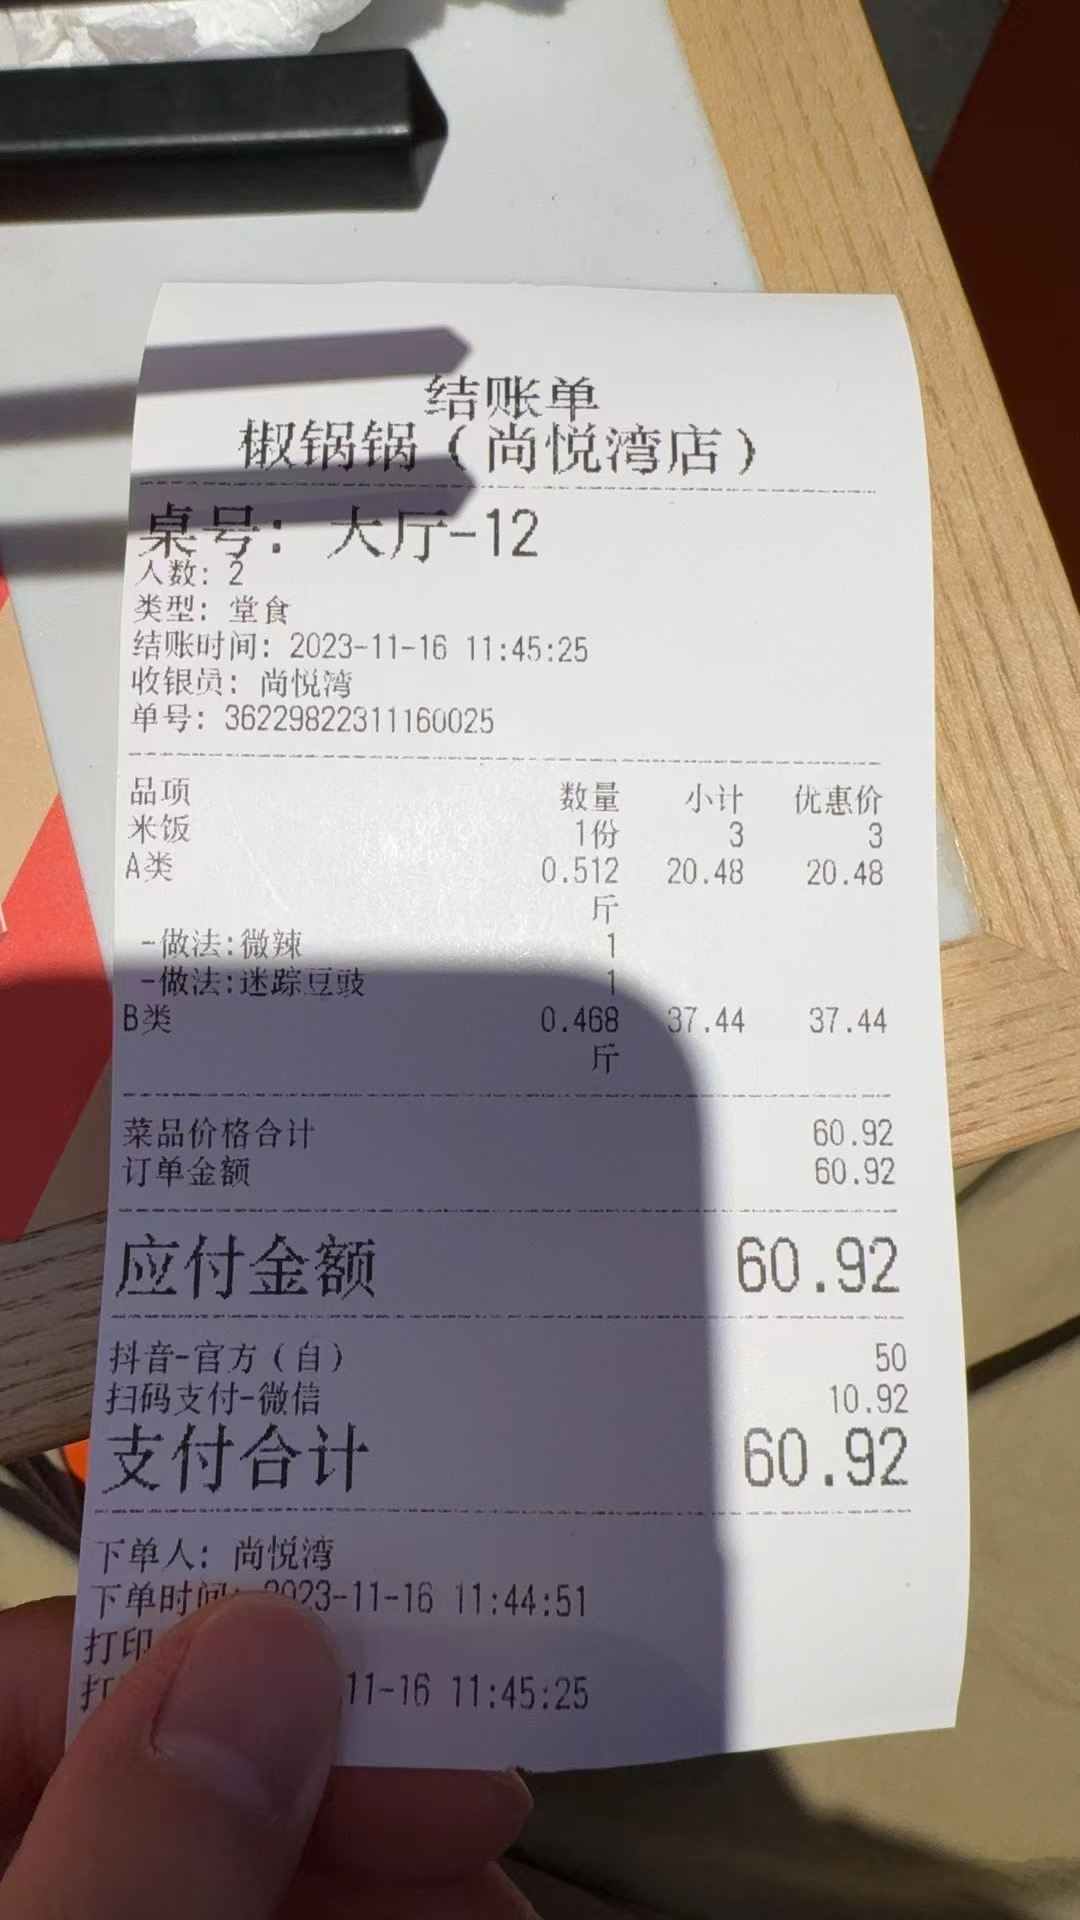 结账单
椒锅锅（尚悦湾店）
桌号: 大厅-12
人数: 2
类型: 堂食
结账时间: 2023-11-16 11:45:25
收银员: 尚悦湾
单号: 36229822311160025
品项 数量 小计 优惠价
米饭 1份 3 3
A类 0.512 20.48 20.48
斤
-做法:微辣 1
-做法:迷踪豆豉 1
B类 0.468 37.44 37.44
斤
菜品价格合计 60.92
订单金额 60.92
应付金额 60.92
抖音-官方（自） 50
扫码支付-微信 10.92
支付合计 60.92
下单人: 尚悦湾
下单时间: 2023-11-16 11:44:51
打印
11-16 11:45:25